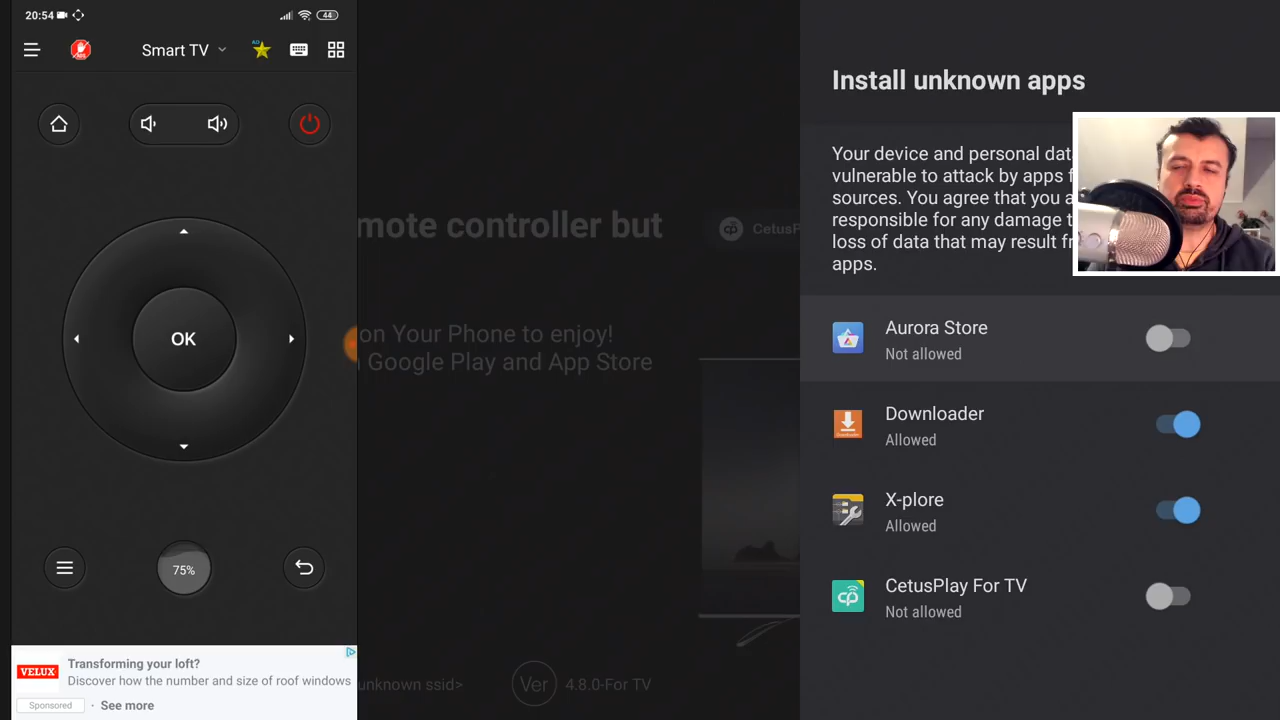 20:54
44
Smart TV
AD
OK
75%
VELUX
Transforming your loft?
Discover how the number and size of roof windows
Sponsored
· See more
mote controller but
CetusP
on Your Phone to enjoy!
Google Play and App Store
unknown ssid>
Ver
4.8.0-For TV
Install unknown apps
Your device and personal data
vulnerable to attack by apps f
sources. You agree that you a
responsible for any damage t
loss of data that may result fr
apps.
Aurora Store
Not allowed
Downloader
Allowed
X-plore
Allowed
CetusPlay For TV
Not allowed